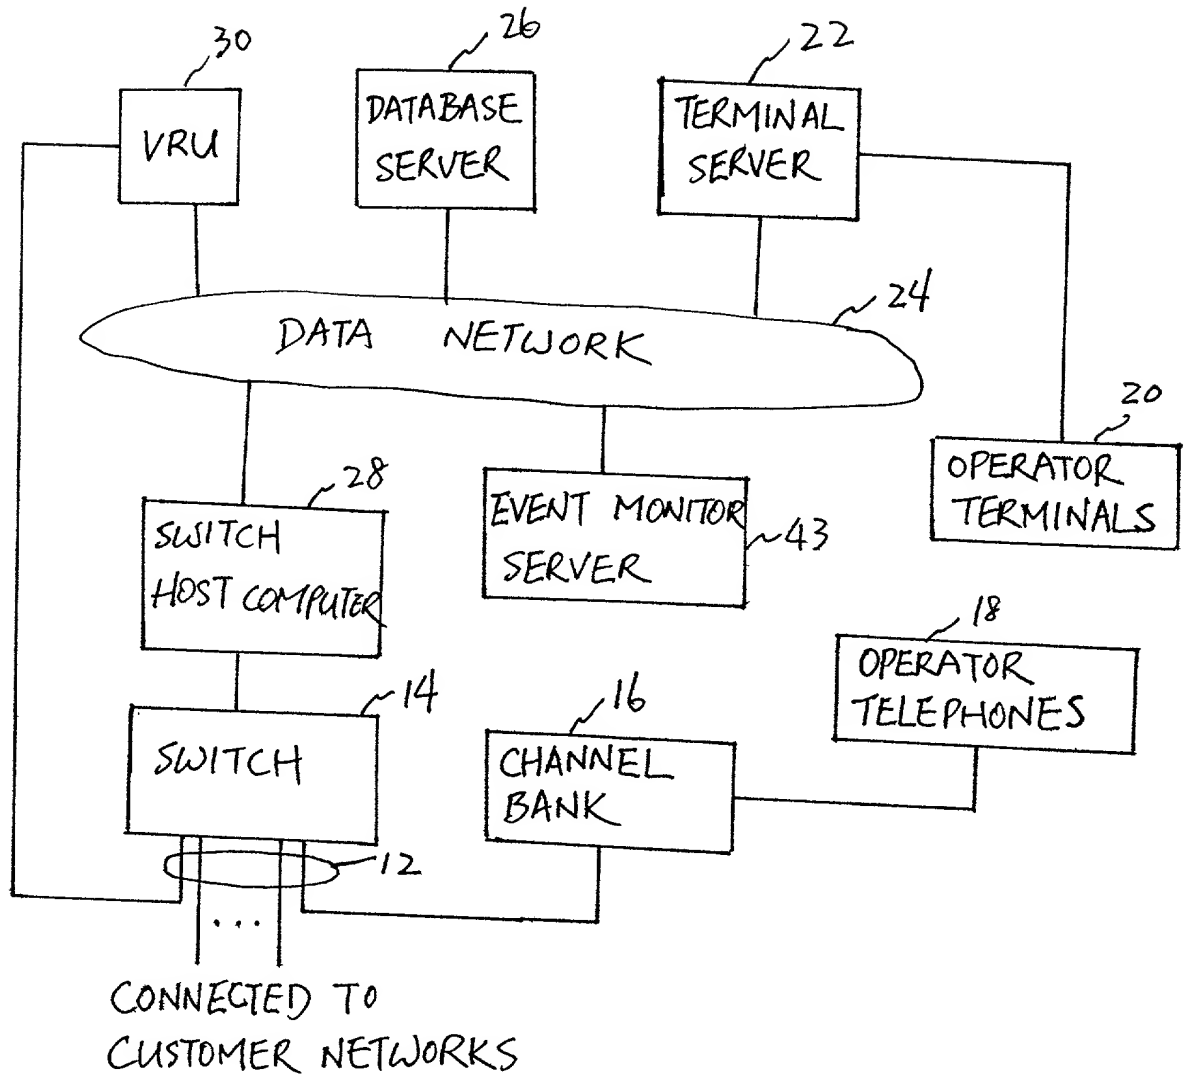 30
26
22
VRU
DATABASE
SERVER
TERMINAL
SERVER
24
DATA NETWORK
20
OPERATOR
TERMINALS
28
SWITCH
HOST COMPUTER
EVENT MONITOR
SERVER
43
18
OPERATOR
TELEPHONES
14
SWITCH
16
CHANNEL
BANK
12
...
CONNECTED TO
CUSTOMER NETWORKS